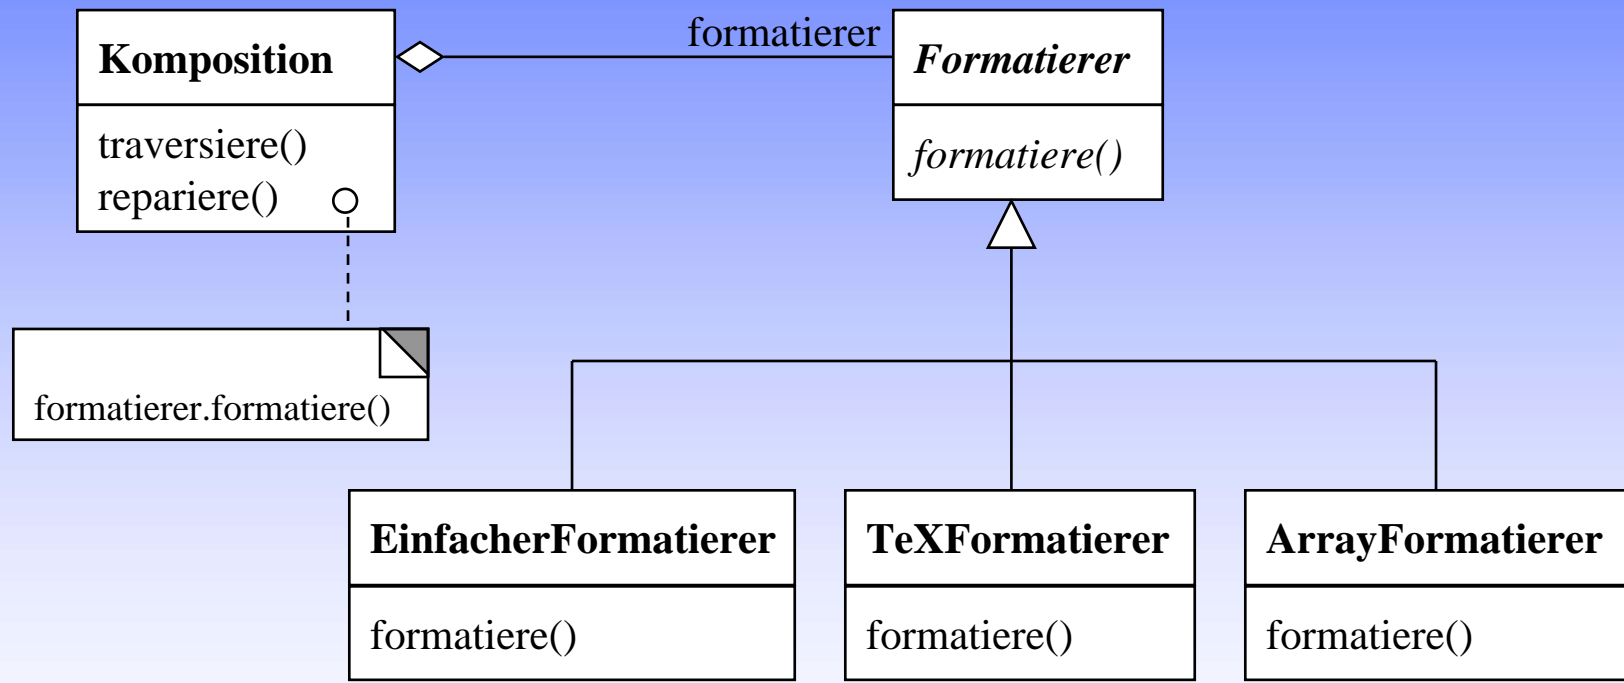 Komposition
traversiere()
repariere()
formatierer
Formatierer
formatiere()
formatierer.formatiere()
EinfacherFormatierer
formatiere()
TeXFormatierer
formatiere()
ArrayFormatierer
formatiere()